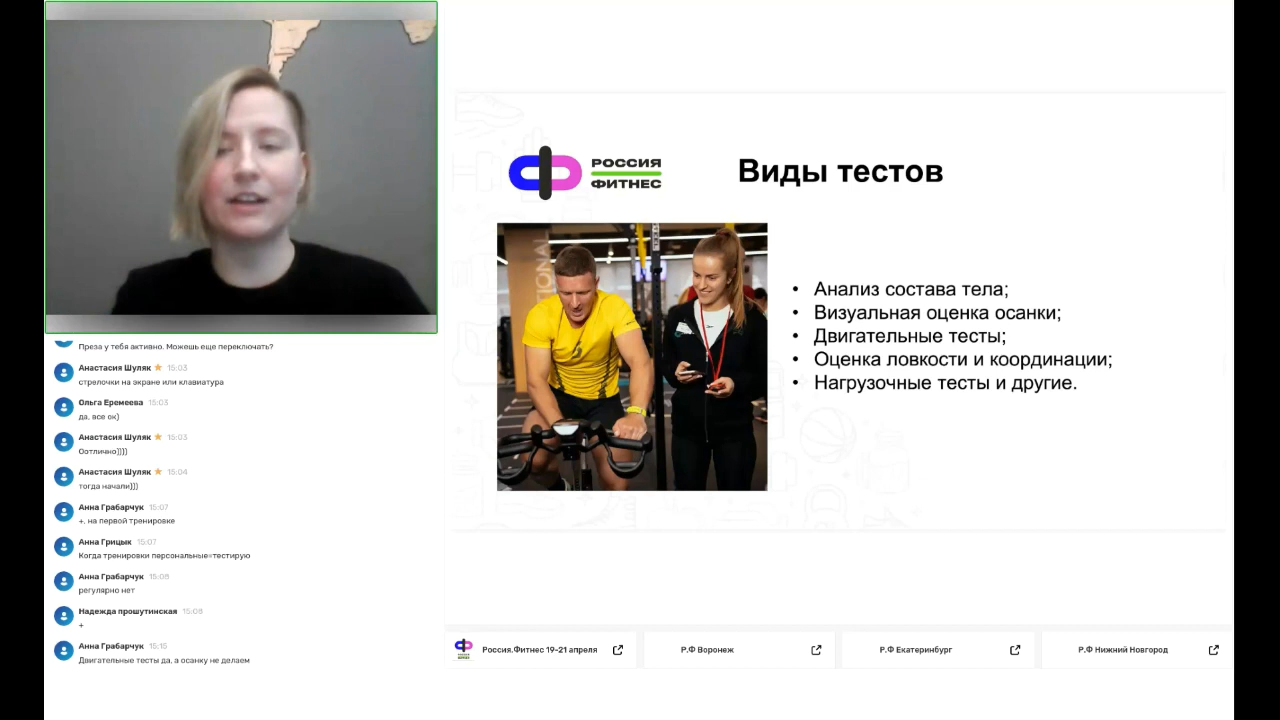 Преза у тебя активно. Можешь еще переключать?
Анастасия Шуляк 15:03
стрелочки на экране или клавиатура
Ольга Еремеева 15:03
да, все ок)
Анастасия Шуляк 15:03
Оотлично))))
Анастасия Шуляк 15:04
тогда начали)))
Анна Грабарчук 15:07
+, на первой тренировке
Анна Грицык 15:07
Когда тренировки персональные=тестирую
Анна Грабарчук 15:08
регулярно нет
Надежда прошутинская 15:08
+
Анна Грабарчук 15:15
Двигательные тесты да, а осанку не делаем
РОССИЯ
ФИТНЕС
Виды тестов
• Анализ состава тела;
• Визуальная оценка осанки;
• Двигательные тесты;
• Оценка ловкости и координации;
• Нагрузочные тесты и другие.
Россия.Фитнес 19-21 апреля
Р.Ф Воронеж
Р.Ф Екатеринбург
Р.Ф Нижний Новгород